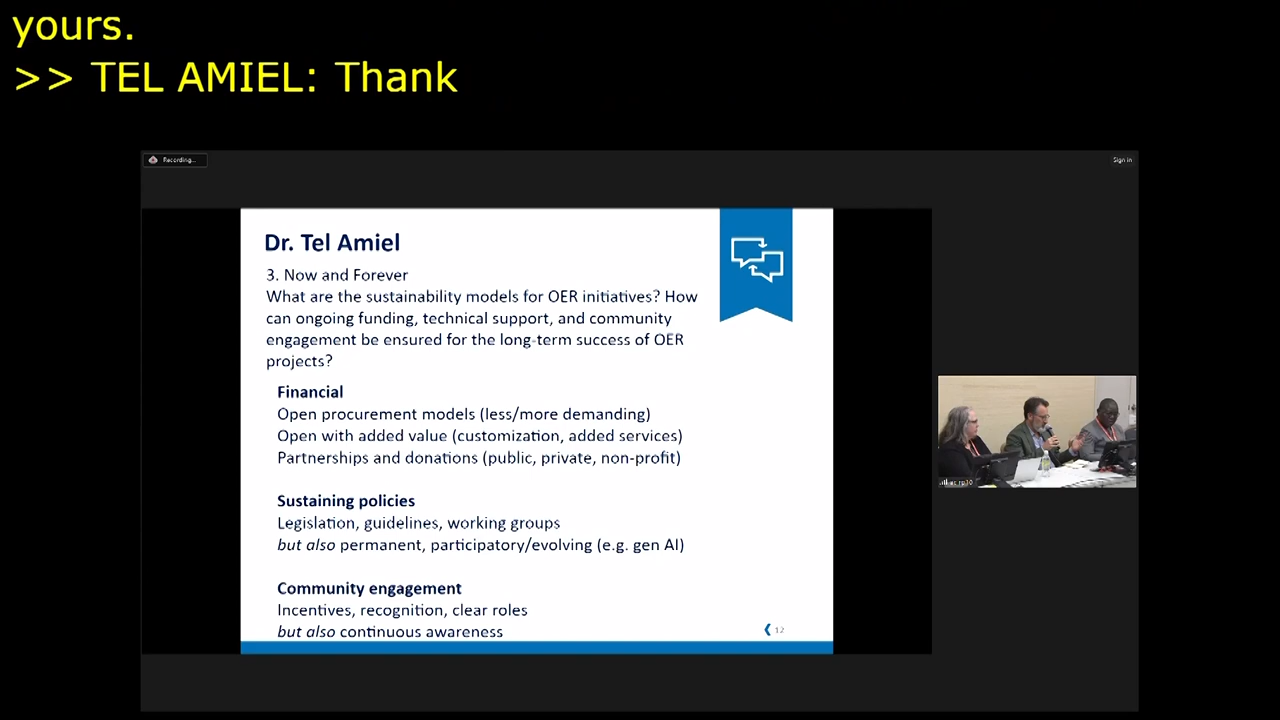 yours.
>> TEL AMIEL: Thank
Recording...
Sign in
Dr. Tel Amiel
3. Now and Forever
What are the sustainability models for OER initiatives? How
can ongoing funding, technical support, and community
engagement be ensured for the long-term success of OER
projects?
Financial
Open procurement models (less/more demanding)
Open with added value (customization, added services)
Partnerships and donations (public, private, non-profit)
Sustaining policies
Legislation, guidelines, working groups
but also permanent, participatory/evolving (e.g. gen AI)
Community engagement
Incentives, recognition, clear roles
but also continuous awareness
12